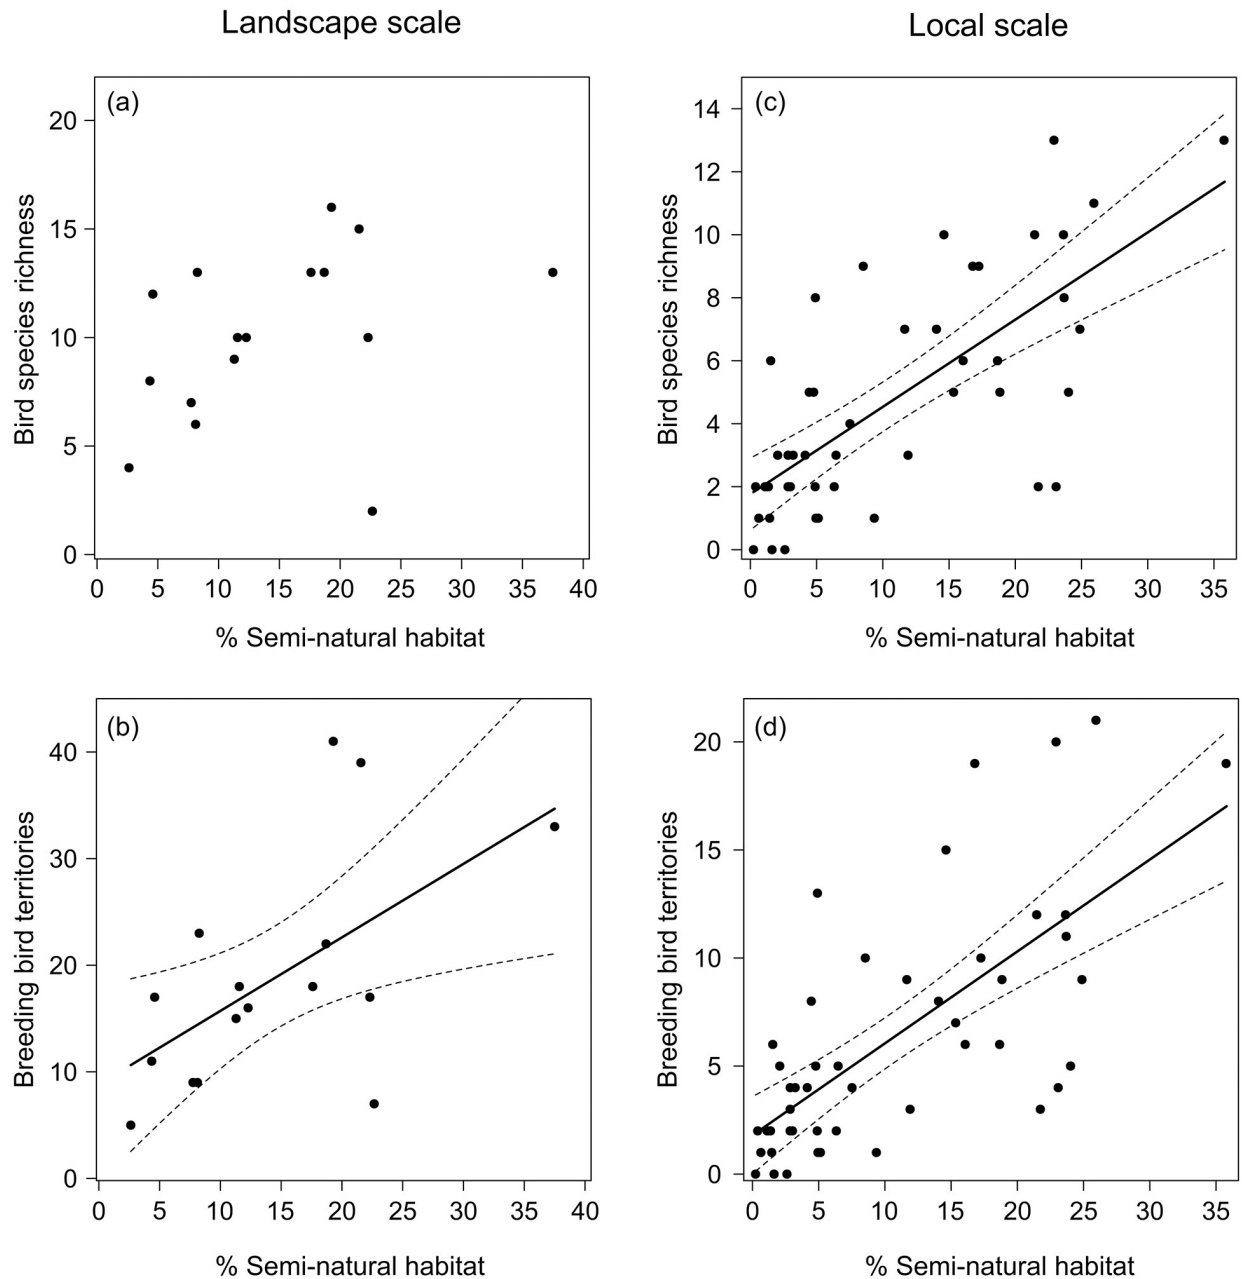 Landscape scale
Local scale
(a)
20
15
10
5
0
Bird species richness
0 5 10 15 20 25 30 35 40
% Semi-natural habitat
(c)
14
12
10
8
6
4
2
0
Bird species richness
0 5 10 15 20 25 30 35
% Semi-natural habitat
(b)
40
30
20
10
0
Breeding bird territories
0 5 10 15 20 25 30 35 40
% Semi-natural habitat
(d)
20
15
10
5
0
Breeding bird territories
0 5 10 15 20 25 30 35
% Semi-natural habitat